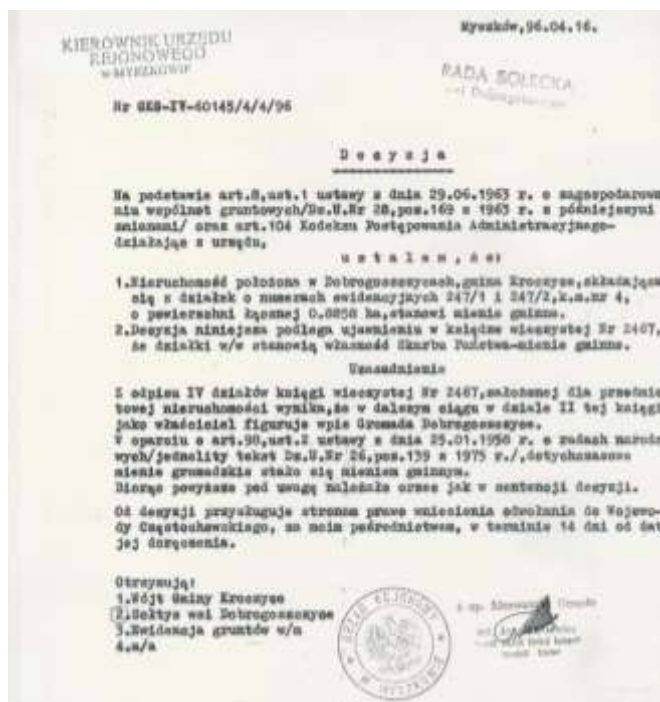 Myszków, 96.04.16.
KIEROWNIK URZĘDU
REJONOWEGO
w MYSZKOWIE
RADA SOŁECKA
wsi
Nr GKG-IV-60145/4/4/96
Decyzja
Na podstawie art.8,ust.1 ustawy z dnia 29.06.1963 r. o zagospodarowa
niu wspólnot gruntowych/Dz.U.Nr 28,poz.169 z 1963 r. z późniejszymi
zmianami/ oraz art.104 Kodeksu Postępowania Administracyjnego-
działając z urzędu,
u s t a l a m , że:
1.Nieruchomość położona w Dobrogoszczycach,gmina Kroczyce,składająca
się z działek o numerach ewidencyjnych 247/1 i 247/2,k.m.nr 4,
o powierzchni łącznej 0.0858 ha,stanowi mienie gminne.
2.Decyzja niniejsza podlega ujawnieniu w księdze wieczystej Nr 2467,
że działki w/w stanowią własność Skarbu Państwa-mienie gminne.
Uzasadnienie
Z odpisu IV działów księgi wieczystej Nr 2467,założonej dla przedmio
towej nieruchomości wynika,że w dalszym ciągu w dziale II tej księgi
jako właściciel figuruje wpis Gromada Dobrogoszczyce.
W oparciu o art.98,ust.2 ustawy z dnia 25.01.1958 r. o radach narodo
wych/jednolity tekst Dz.U.Nr 26,poz.139 z 1975 r./,dotychczasowe
mienie gromadzkie stało się mieniem gminnym.
Biorąc powyższe pod uwagę należało orzec jak w sentencji decyzji.
Od decyzji przysługuje stronom prawo wniesienia odwołania do Wojewo-
dy Częstochowskiego, za moim pośrednictwem, w terminie 14 dni od dat
jej doręczenia.
Otrzymują:
1.Wójt Gminy Kroczyce
2.Sołtys wsi Dobrogoszczyce
3.Ewidencja gruntów w/m
4.a/a
URZĄD REJONOWY
W MYSZKOWIE